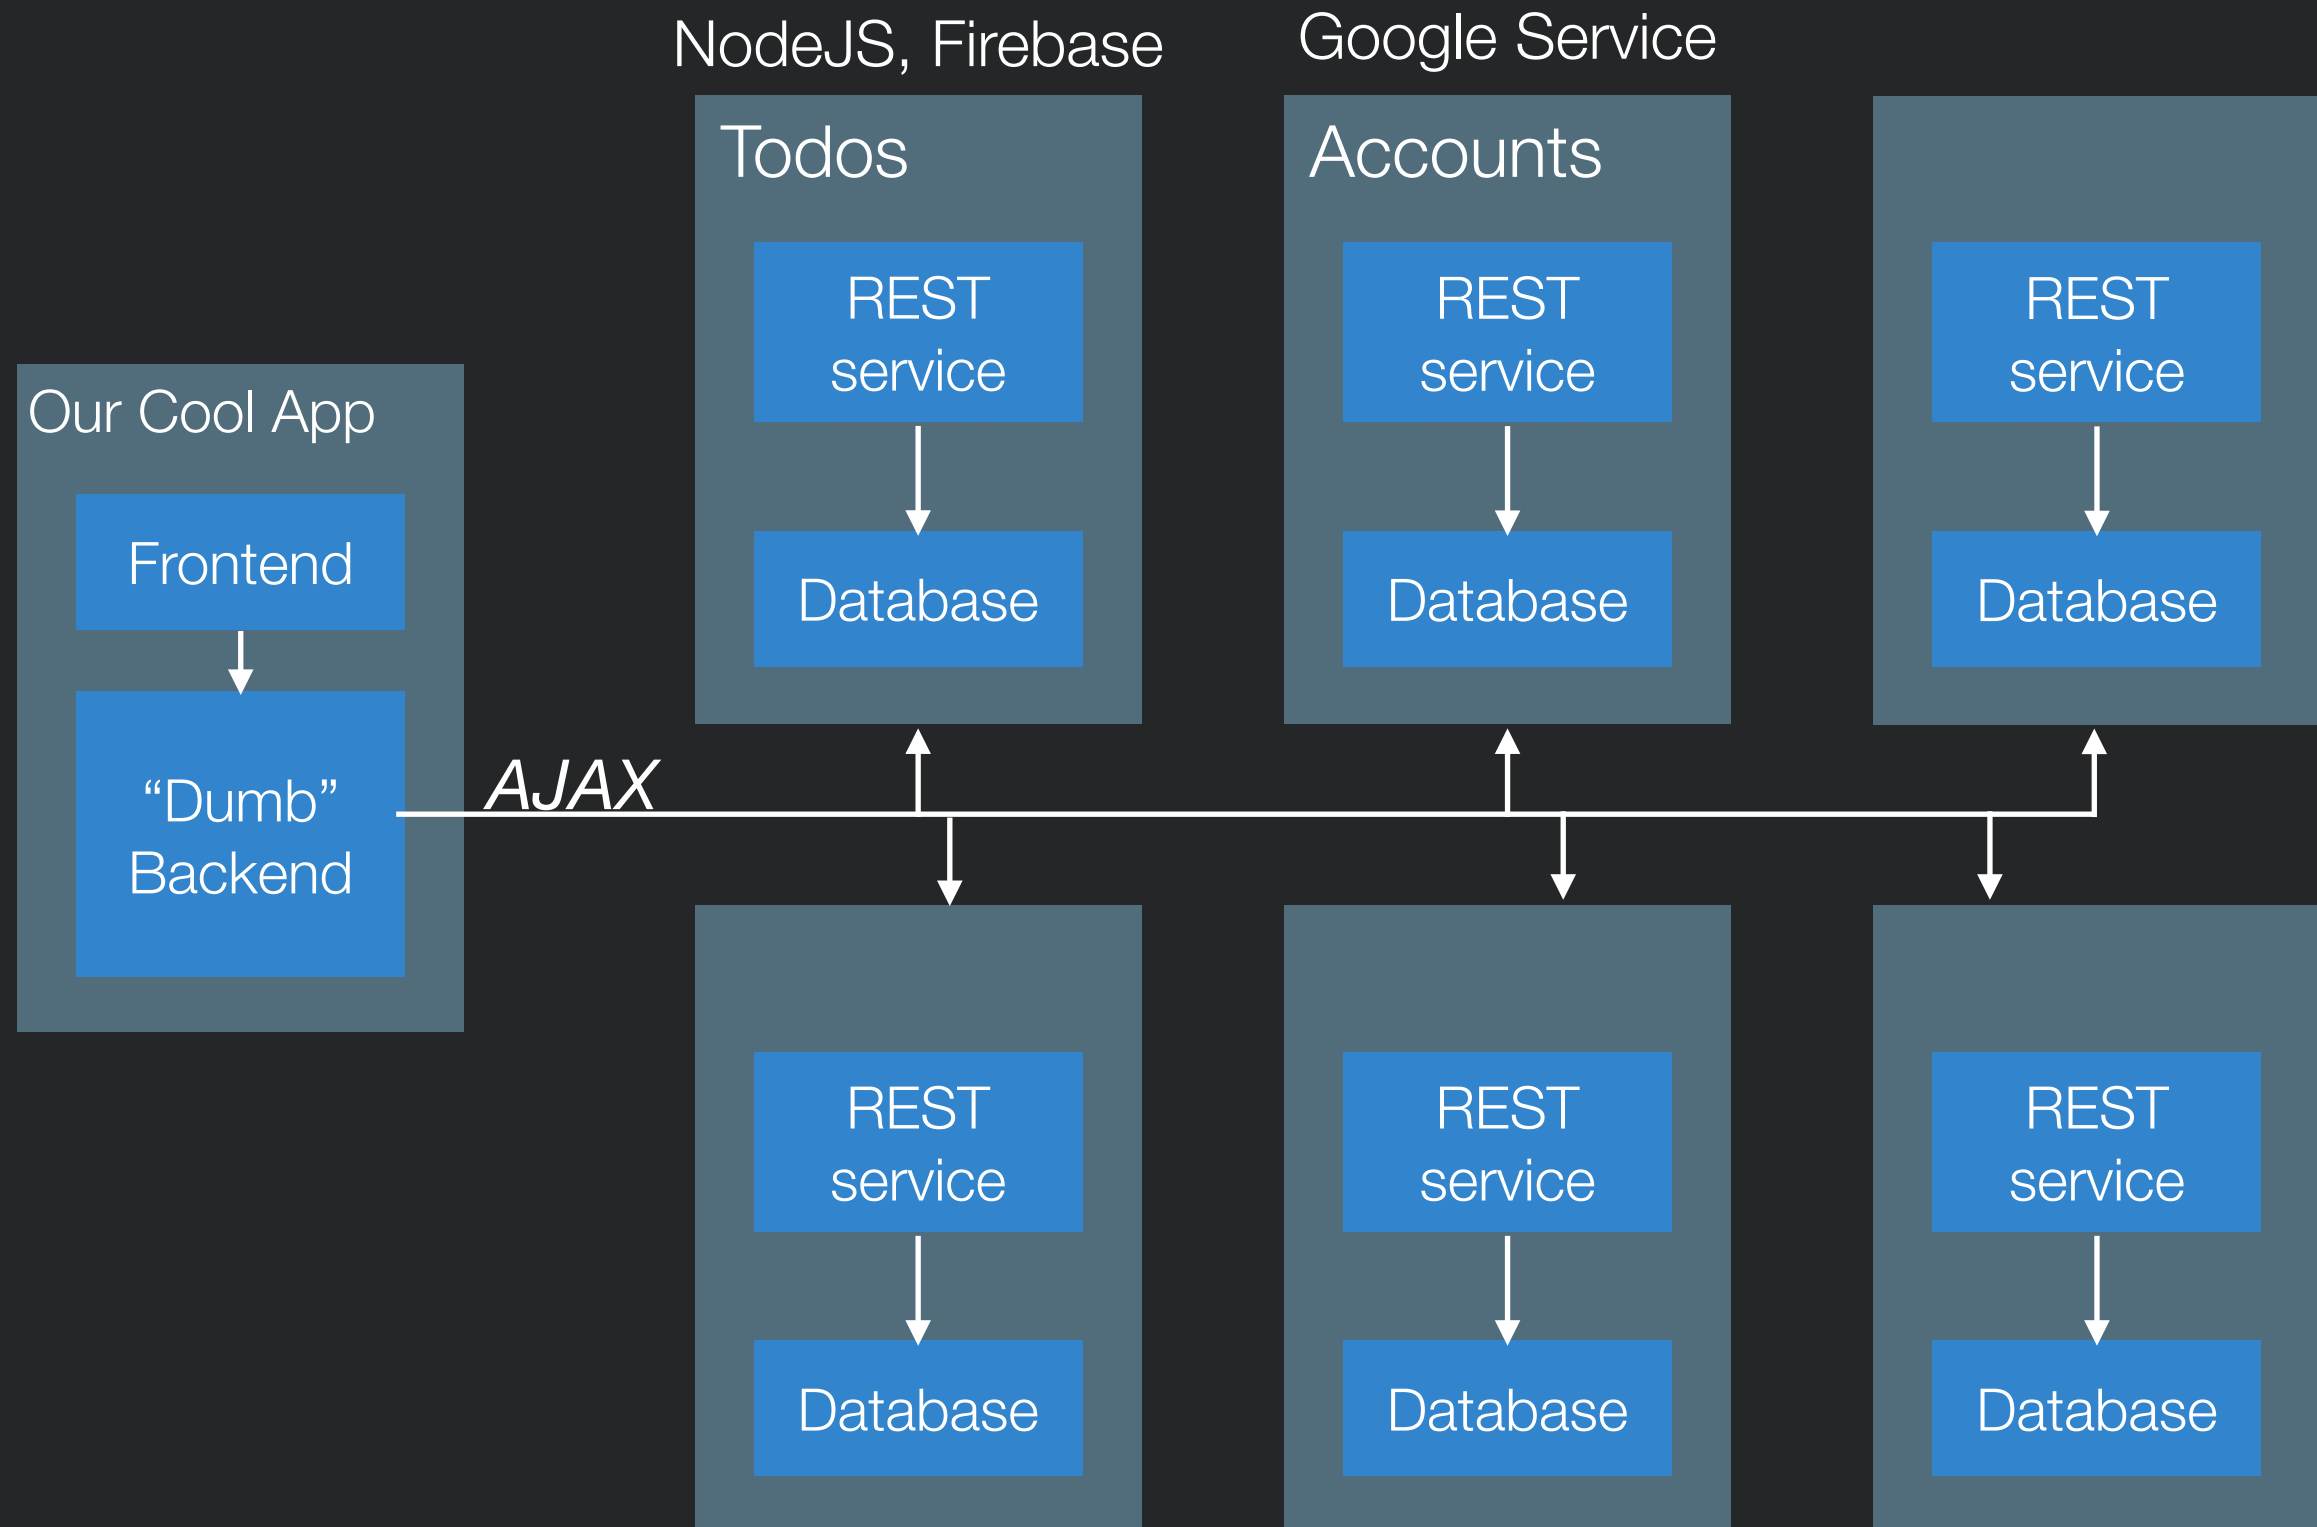 NodeJS, Firebase
Google Service
Todos
Accounts
REST
service
REST
service
REST
service
Database
Database
Database
Our Cool App
Frontend
“Dumb”
Backend
AJAX
REST
service
REST
service
REST
service
Database
Database
Database